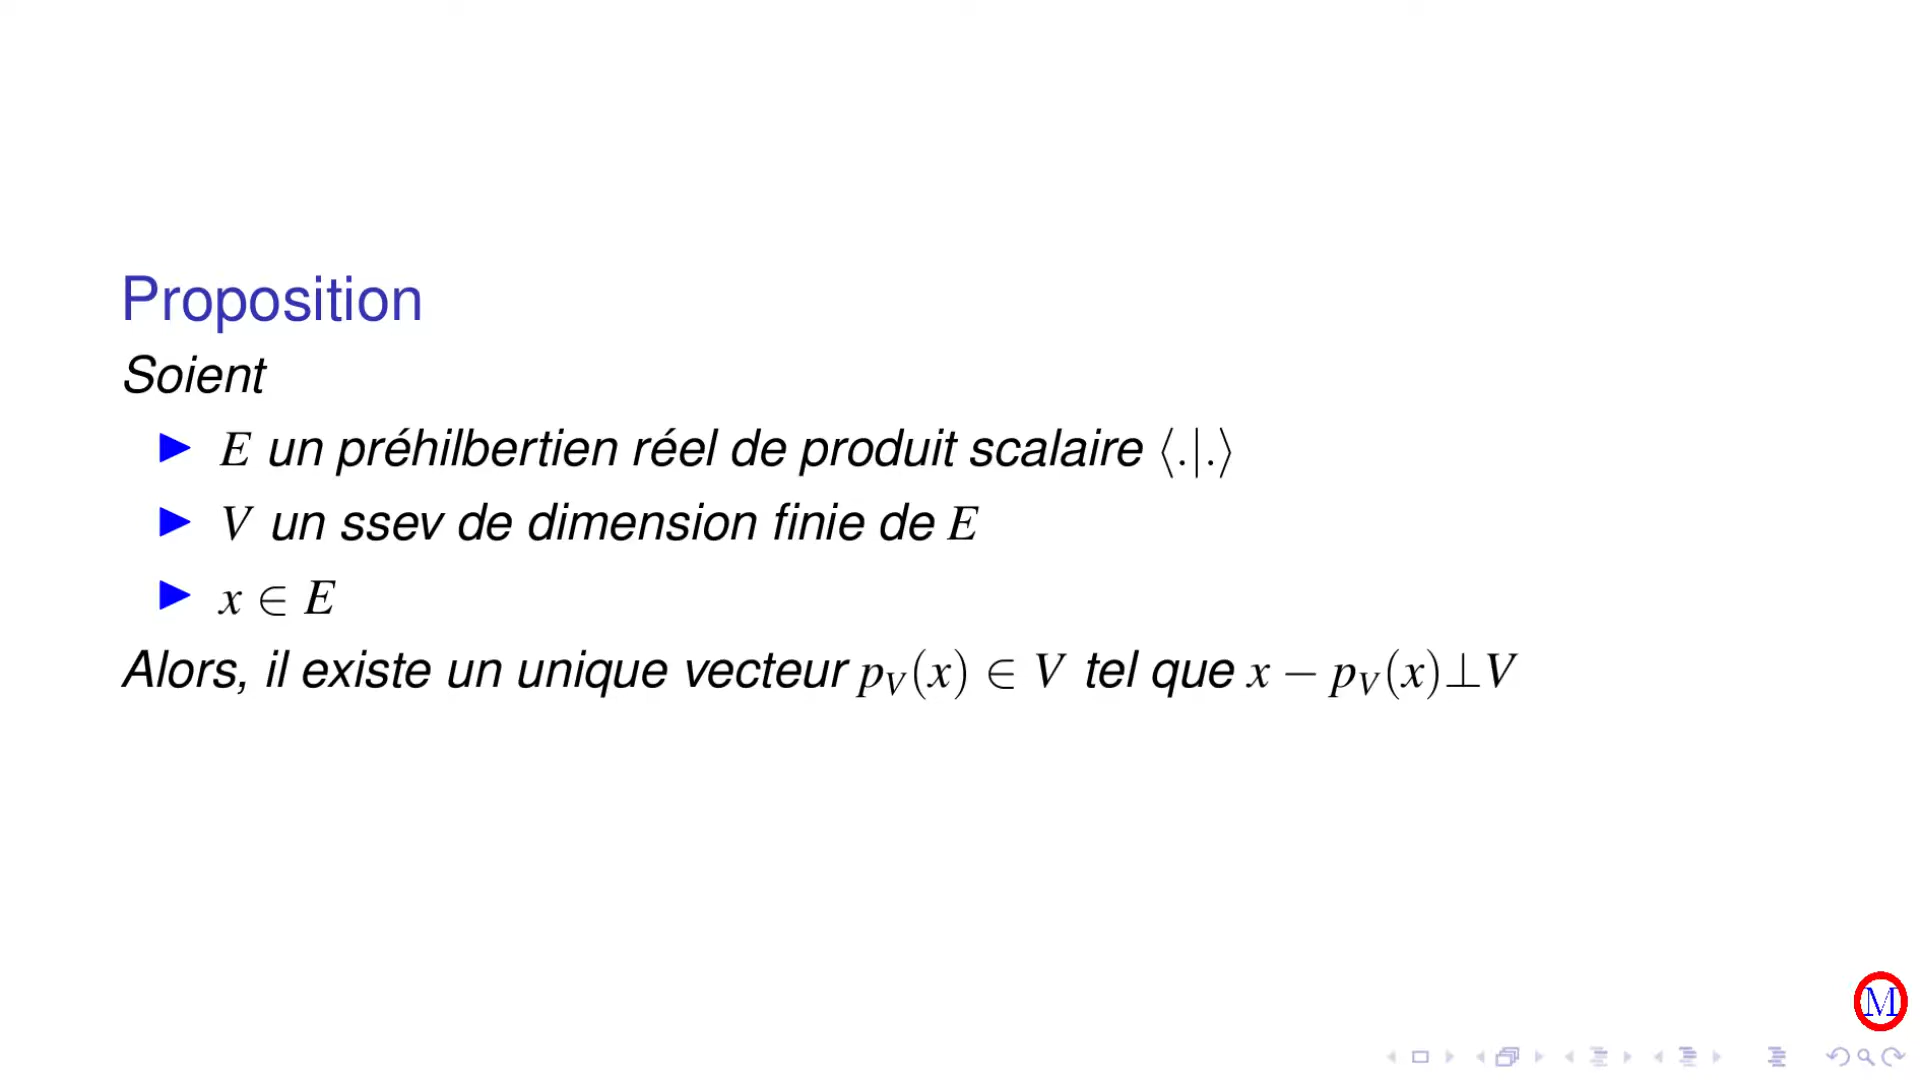 Proposition
Soient
▶ E un préhilbertien réel de produit scalaire ⟨.|.⟩
▶ V un ssev de dimension finie de E
▶ x ∈ E
Alors, il existe un unique vecteur p_V(x) ∈ V tel que x − p_V(x)⊥V
M